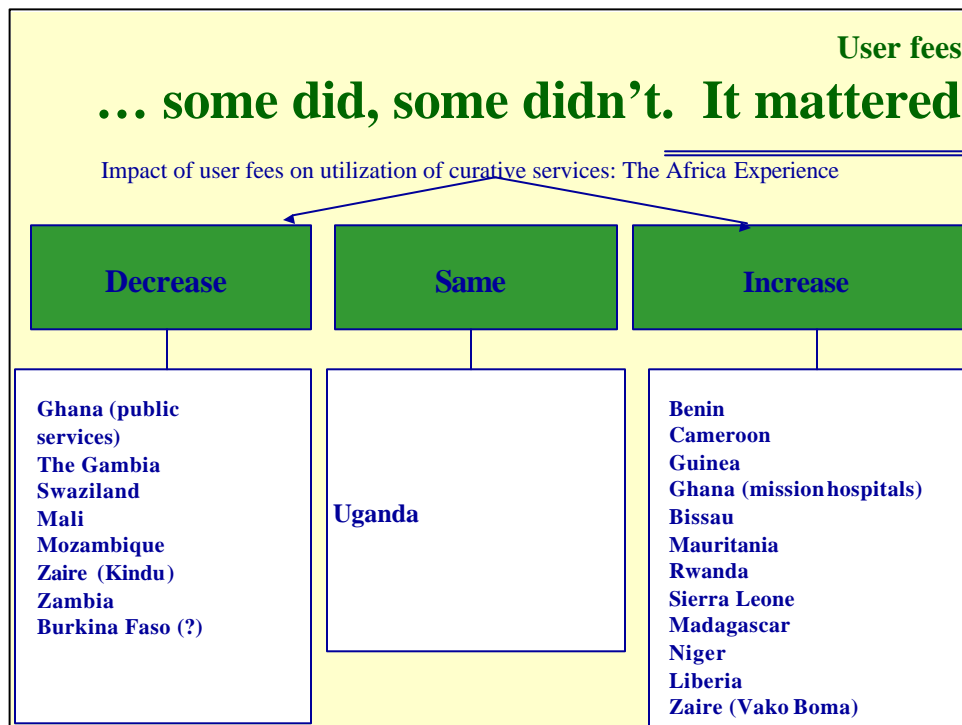 User fees
… some did, some didn’t. It mattered
Impact of user fees on utilization of curative services: The Africa Experience
Decrease
Same
Increase
Ghana (public
services)
The Gambia
Swaziland
Mali
Mozambique
Zaire (Kindu)
Zambia
Burkina Faso (?)
Uganda
Benin
Cameroon
Guinea
Ghana (mission hospitals)
Bissau
Mauritania
Rwanda
Sierra Leone
Madagascar
Niger
Liberia
Zaire (Vako Boma)